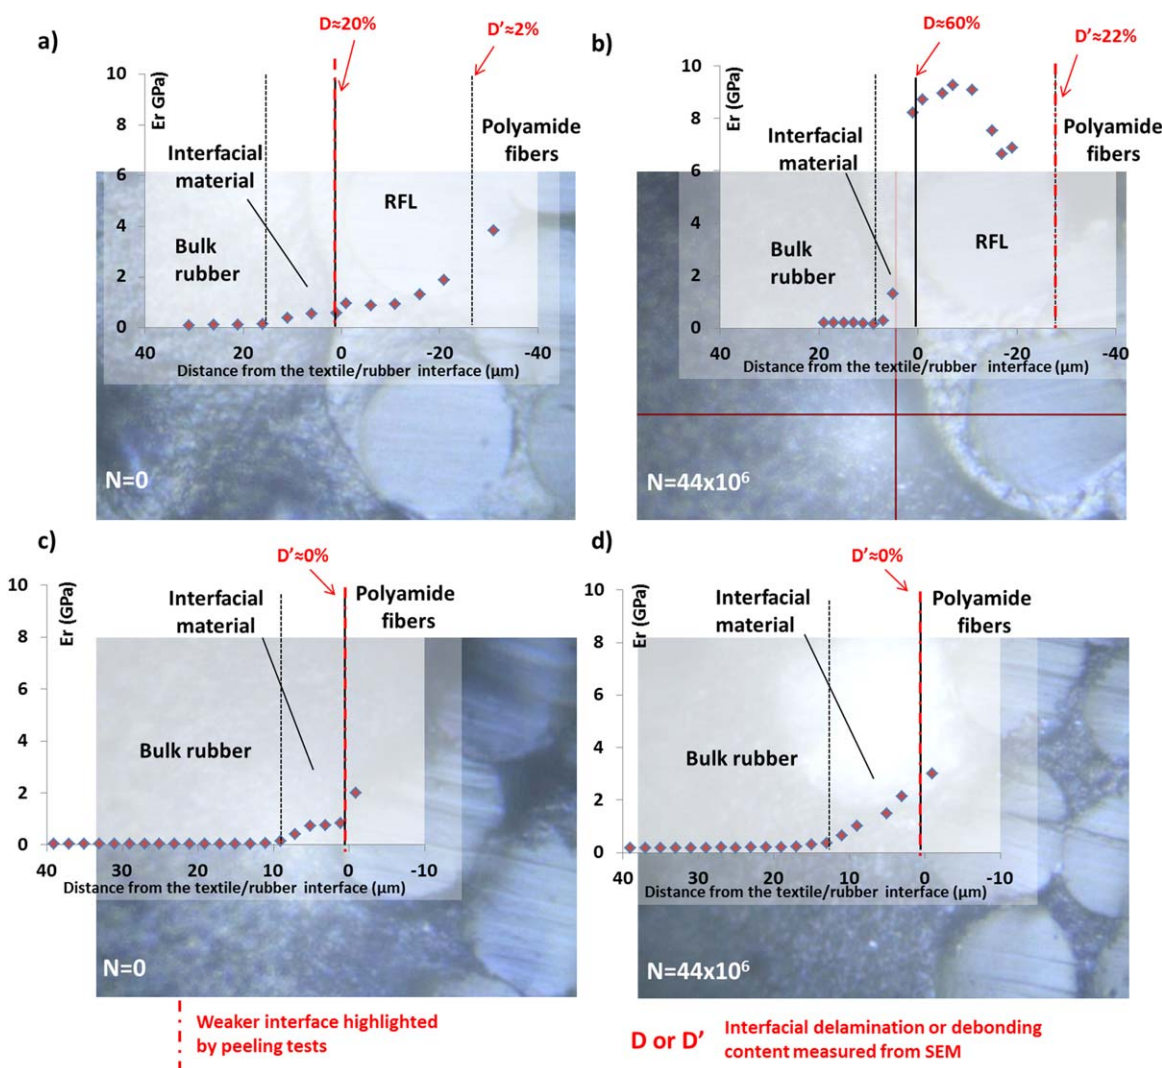 a)
D≈20%
D'≈2%
Er GPa
10
8
6
4
2
0
Interfacial
material
Polyamide
fibers
RFL
Bulk
rubber
40
20
0
-20
-40
Distance from the textile/rubber interface (µm)
N=0
b)
D≈60%
D'≈22%
Er (GPa)
10
8
6
4
2
0
Interfacial
material
Polyamide
fibers
Bulk
rubber
RFL
40
20
0
-20
-40
Distance from the textile/rubber interface (µm)
N=44x10⁶
c)
D'≈0%
Er (GPa)
10
8
6
4
2
0
Interfacial
material
Polyamide
fibers
Bulk rubber
40
30
20
10
0
-10
Distance from the textile/rubber interface (µm)
N=0
d)
D'≈0%
Er (GPa)
10
8
6
4
2
0
Interfacial
material
Polyamide
fibers
Bulk rubber
40
30
20
10
0
-10
Distance from the textile/rubber interface (µm)
N=44x10⁶
Weaker interface highlighted
by peeling tests
D or D'
Interfacial delamination or debonding
content measured from SEM